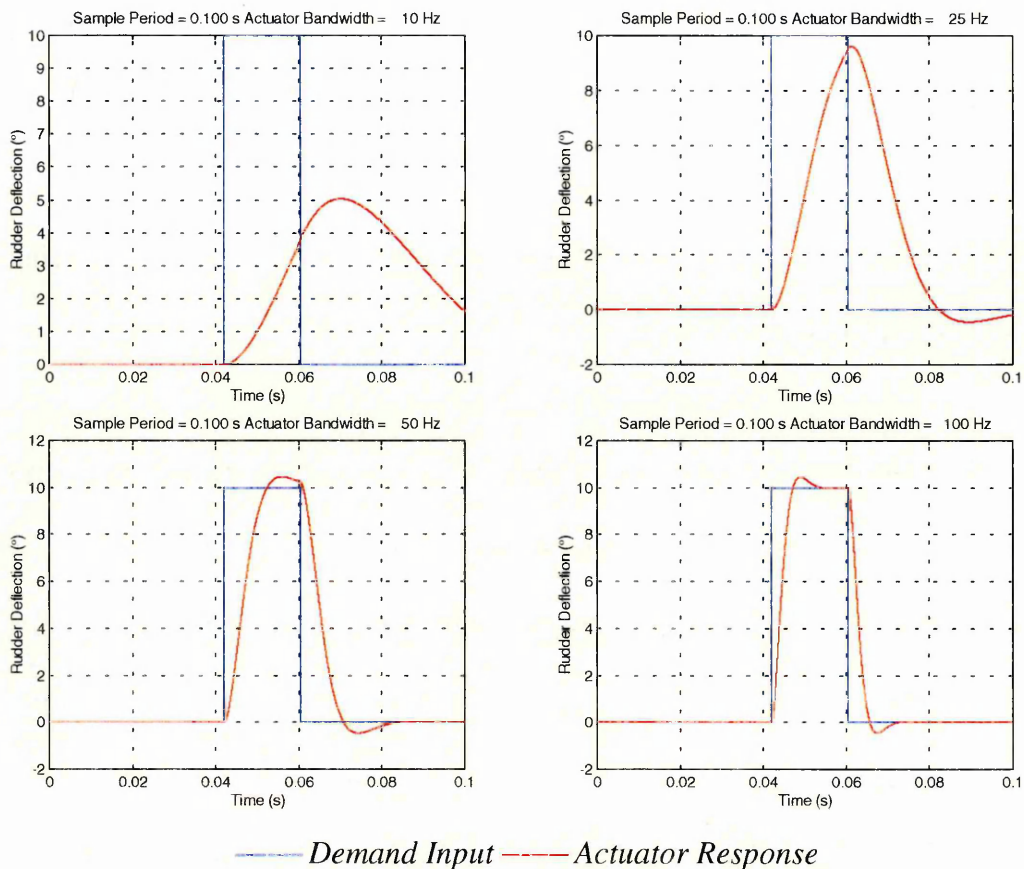 Sample Period = 0.100 s Actuator Bandwidth = 10 Hz
Rudder Deflection (°)
10
9
8
7
6
5
4
3
2
1
0
0 0.02 0.04 0.06 0.08 0.1
Time (s)
Sample Period = 0.100 s Actuator Bandwidth = 25 Hz
Rudder Deflection (°)
10
8
6
4
2
0
-2
0 0.02 0.04 0.06 0.08 0.1
Time (s)
Sample Period = 0.100 s Actuator Bandwidth = 50 Hz
Rudder Deflection (°)
12
10
8
6
4
2
0
-2
0 0.02 0.04 0.06 0.08 0.1
Time (s)
Sample Period = 0.100 s Actuator Bandwidth = 100 Hz
Rudder Deflection (°)
12
10
8
6
4
2
0
-2
0 0.02 0.04 0.06 0.08 0.1
Time (s)
Demand Input Actuator Response